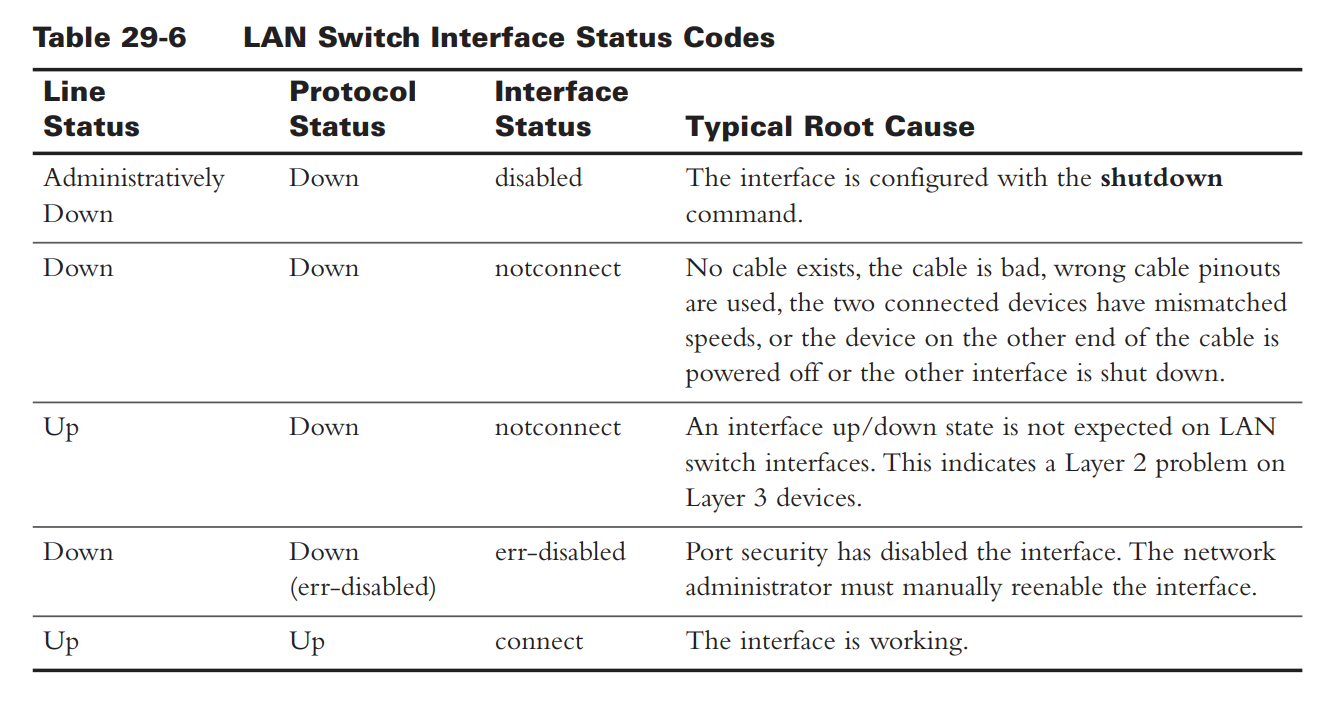 Table 29-6 LAN Switch Interface Status Codes
Line Status Protocol Status Interface Status Typical Root Cause
Administratively Down Down disabled The interface is configured with the shutdown
command.
Down Down notconnect No cable exists, the cable is bad, wrong cable pinouts
are used, the two connected devices have mismatched
speeds, or the device on the other end of the cable is
powered off or the other interface is shut down.
Up Down notconnect An interface up/down state is not expected on LAN
switch interfaces. This indicates a Layer 2 problem on
Layer 3 devices.
Down Down (err-disabled) err-disabled Port security has disabled the interface. The network
administrator must manually reenable the interface.
Up Up connect The interface is working.